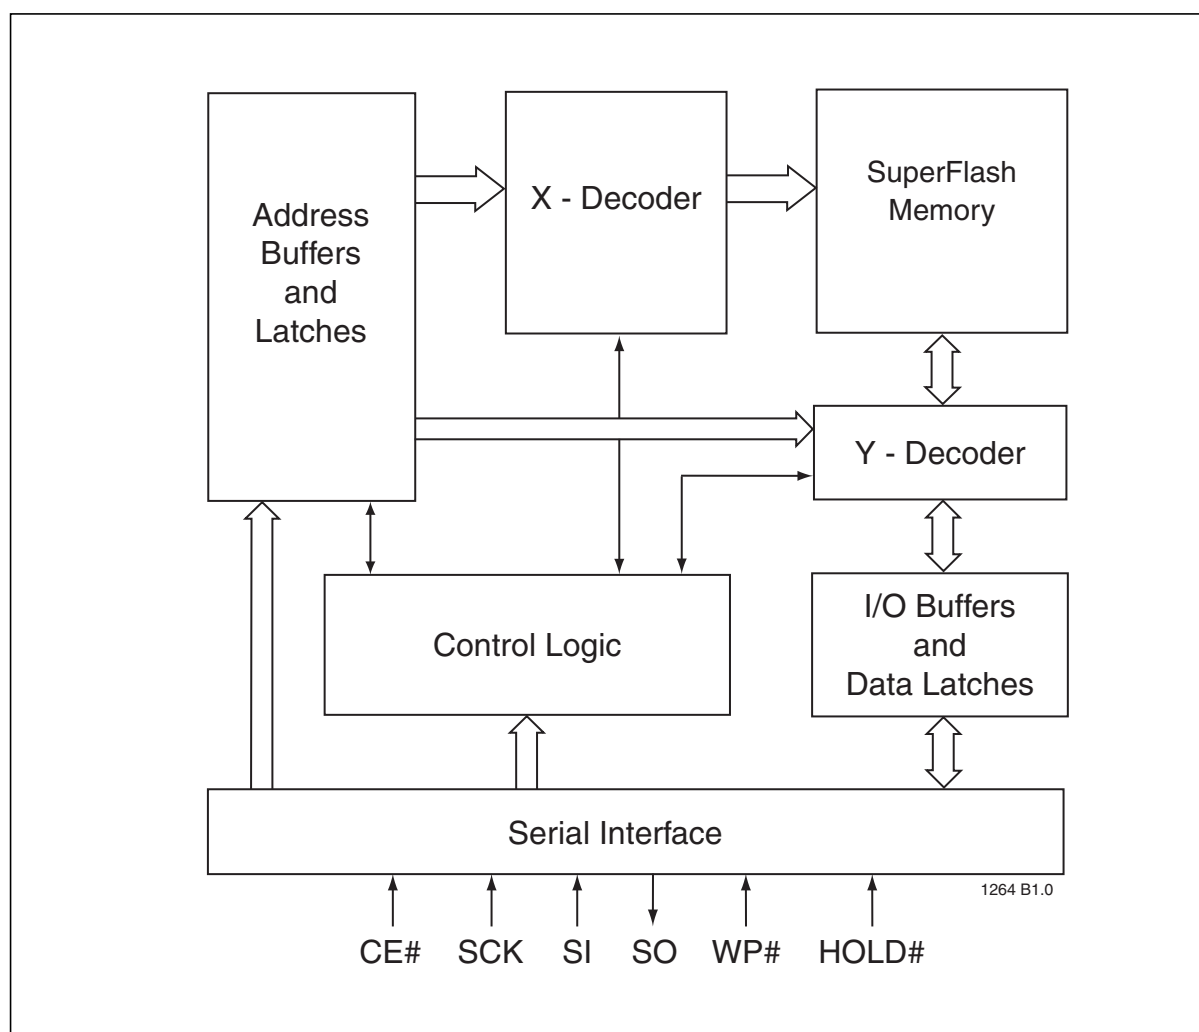 Address
Buffers
and
Latches
X - Decoder
SuperFlash
Memory
Y - Decoder
Control Logic
I/O Buffers
and
Data Latches
Serial Interface
1264 B1.0
CE# SCK SI SO WP# HOLD#